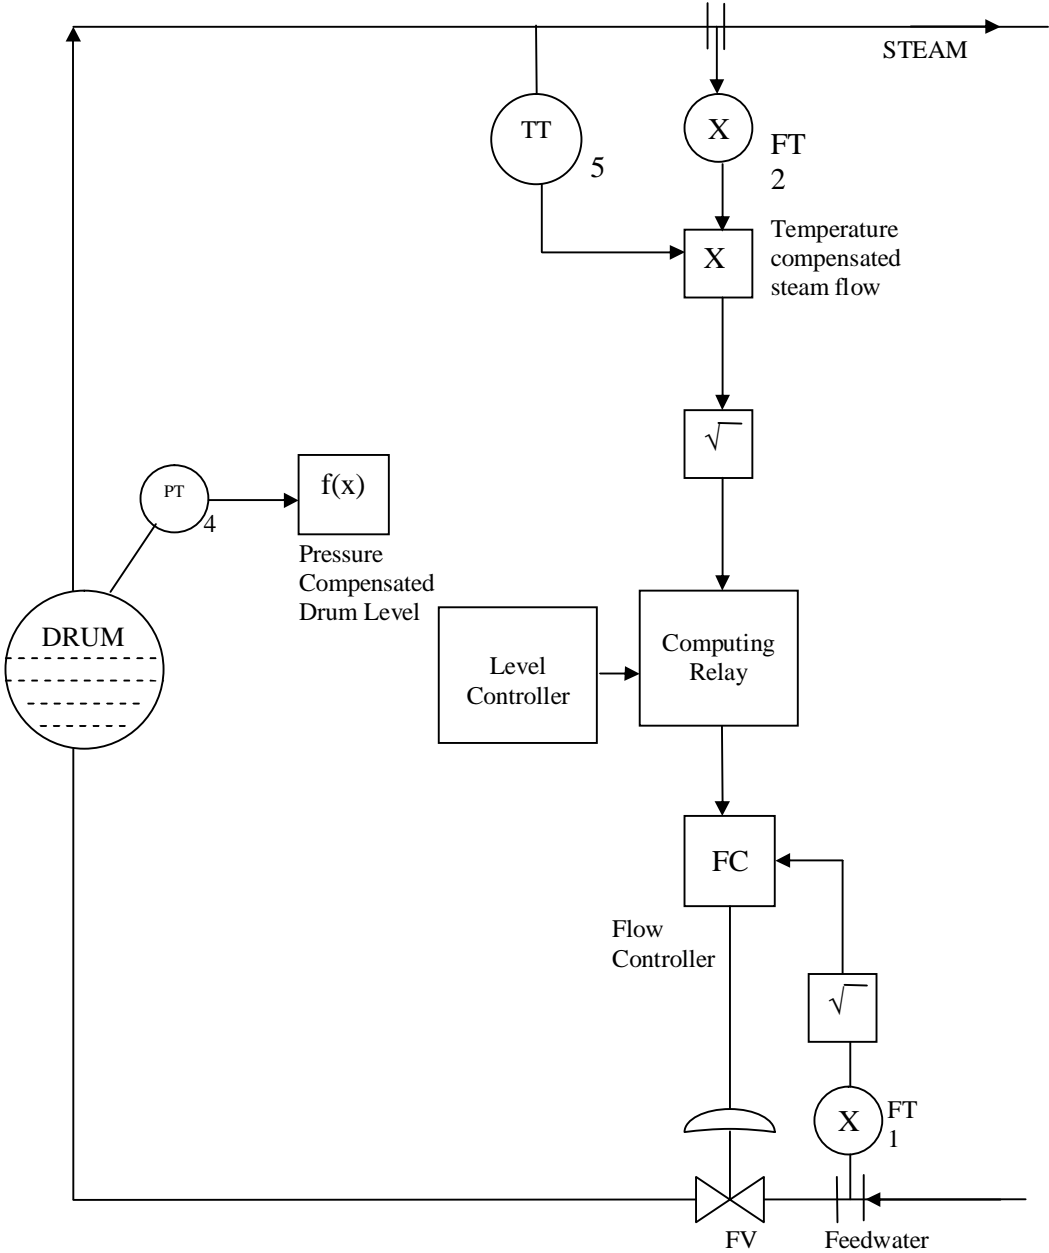 STEAM
TT
5
X
FT
2
X
Temperature
compensated
steam flow
√
PT
4
f(x)
Pressure
Compensated
Drum Level
DRUM
Level
Controller
Computing
Relay
FC
Flow
Controller
√
X
FT
1
FV
Feedwater